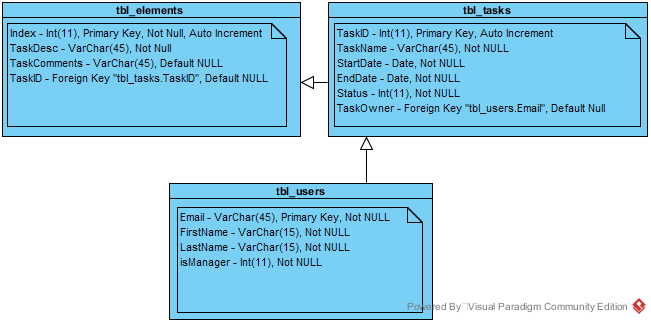 tbl_elements
Index - Int(11), Primary Key, Not Null, Auto Increment
TaskDesc - VarChar(45), Not Null
TaskComments - VarChar(45), Default NULL
TaskID - Foreign Key "tbl_tasks.TaskID", Default NULL
tbl_tasks
TaskID - Int(11), Primary Key, Auto Increment
TaskName - VarChar(45), Not NULL
StartDate - Date, Not NULL
EndDate - Date, Not NULL
Status - Int(11), Not NULL
TaskOwner - Foreign Key "tbl_users.Email", Default Null
tbl_users
Email - VarChar(45), Primary Key, Not NULL
FirstName - VarChar(15), Not NULL
LastName - VarChar(15), Not NULL
isManager - Int(11), Not NULL
Powered By Visual Paradigm Community Edition